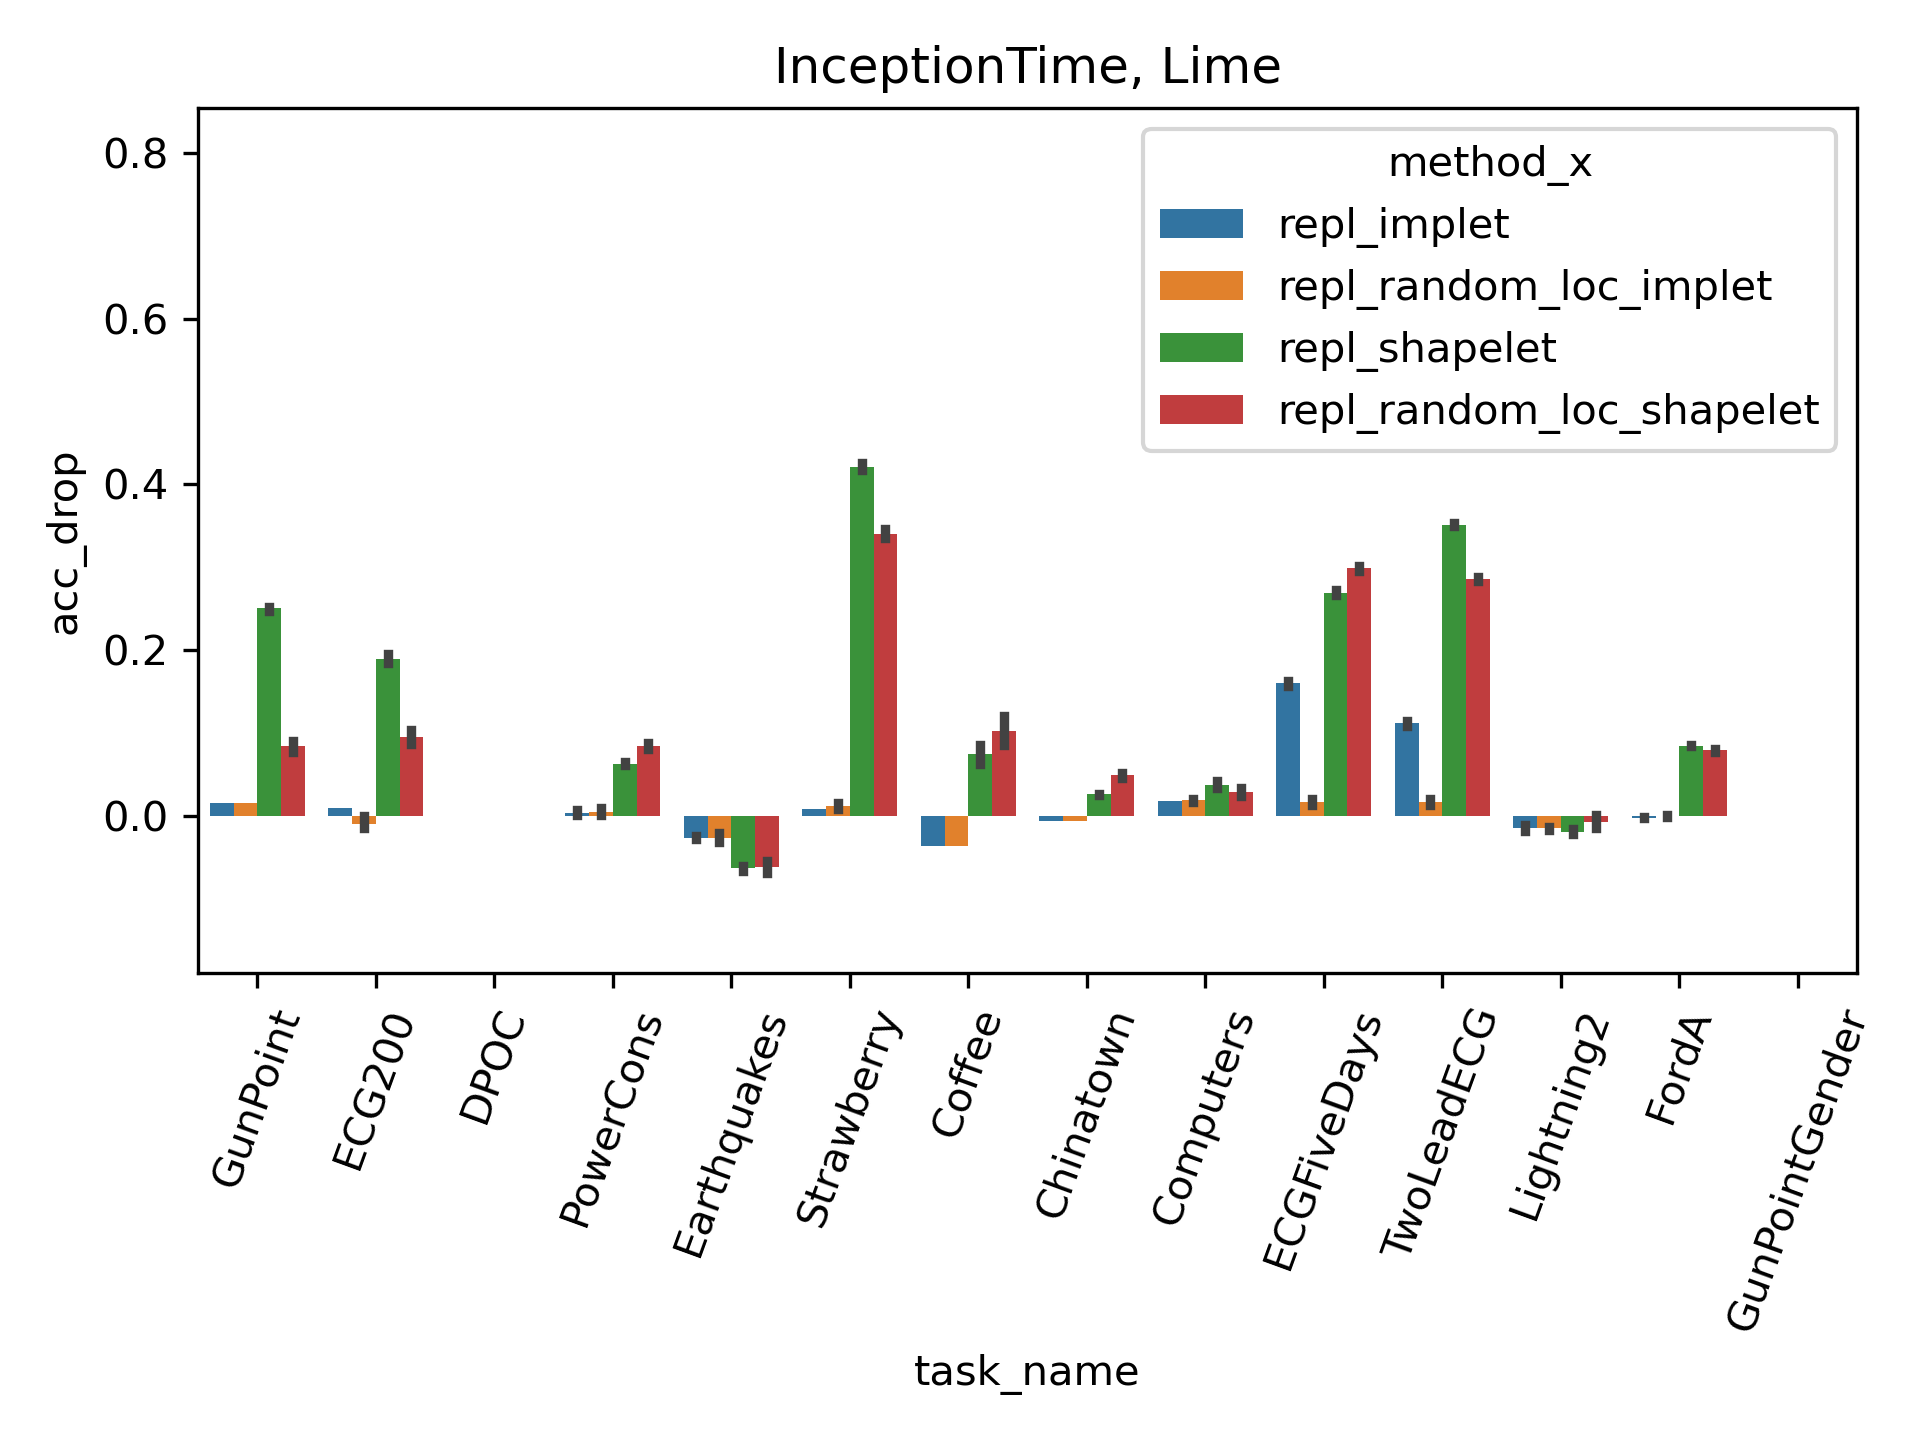 InceptionTime, Lime
method_x
repl_implet
repl_random_loc_implet
repl_shapelet
repl_random_loc_shapelet
acc_drop
0.8
0.6
0.4
0.2
0.0
GunPoint
ECG200
DPOC
PowerCons
Earthquakes
Strawberry
Coffee
Chinatown
Computers
ECGFiveDays
TwoLeadECG
Lightning2
FordA
GunPointGender
task_name